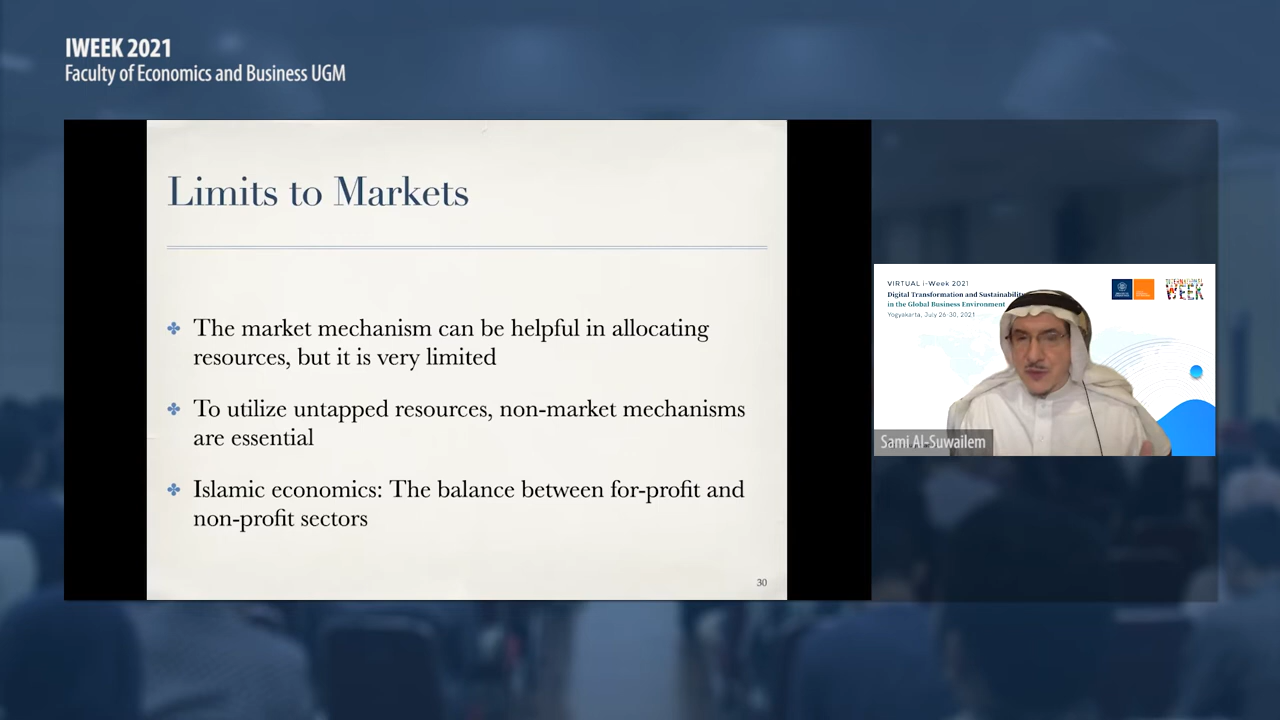 IWEEK 2021
Faculty of Economics and Business UGM
Limits to Markets
The market mechanism can be helpful in allocating
resources, but it is very limited
To utilize untapped resources, non-market mechanisms
are essential
Islamic economics: The balance between for-profit and
non-profit sectors
30
VIRTUAL i-Week 2021
Digital Transformation and Sustainability
in the Global Business Environment
Yogyakarta, July 26-30, 2021
INTERNATIONAL
WEEK
Sami Al-Suwailem